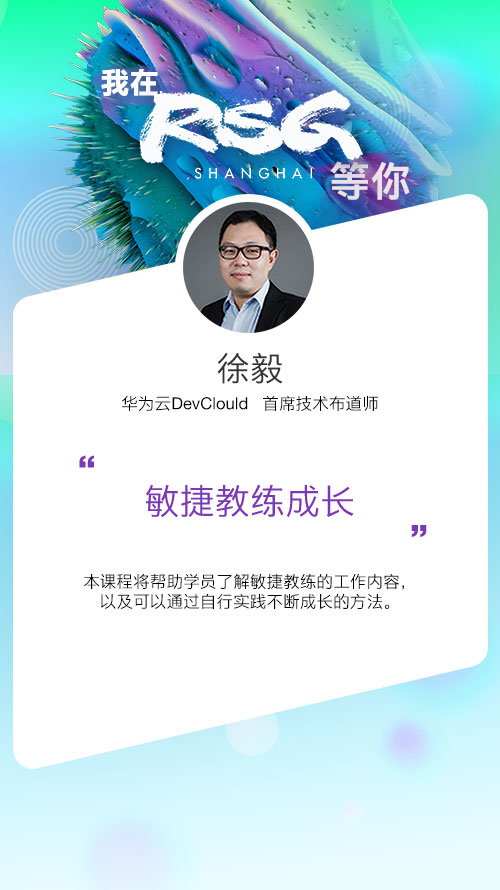 我在
RSG
SHANGHAI
等你
徐毅
华为云DevClould 首席技术布道师
“
敏捷教练成长
”
本课程将帮助学员了解敏捷教练的工作内容，
以及可以通过自行实践不断成长的方法。